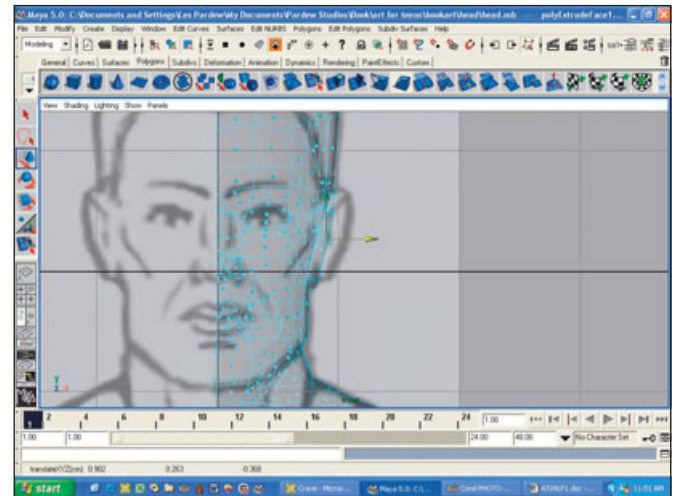 Maya 5.0: C:\Documents and Settings\Les Pardew\My Documents\Pardew Studios\Book\art for teens\bookart\head\head.mb --- polyExtrudeFace1...
File Edit Modify Create Display Window Edit Curves Surfaces Edit NURBS Polygons Edit Polygons Subdiv Surfaces Help
Modeling
General Curves Surfaces Polygons Subdivs Deformation Animation Dynamics Rendering PaintEffects Custom
View Shading Lighting Show Panels
y
z x
2 4 6 8 10 12 14 16 18 20 22 24 1.00
1
1.00 1.00 24.00 48.00 No Character Set
translateXYZ(cm) 0.902 0.263 -0.368
start Maya 5.0: C:\... Corel PHOTO-... 11:51 AM